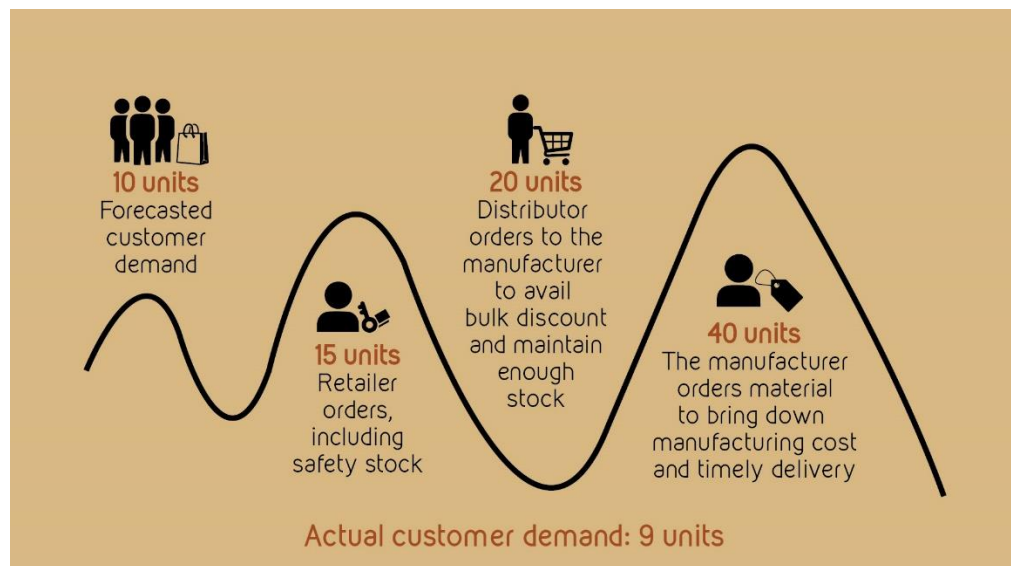 10 units
Forecasted
customer
demand
15 units
Retailer
orders,
including
safety stock
20 units
Distributor
orders to the
manufacturer
to avail
bulk discount
and maintain
enough
stock
40 units
The manufacturer
orders material
to bring down
manufacturing cost
and timely delivery
Actual customer demand: 9 units